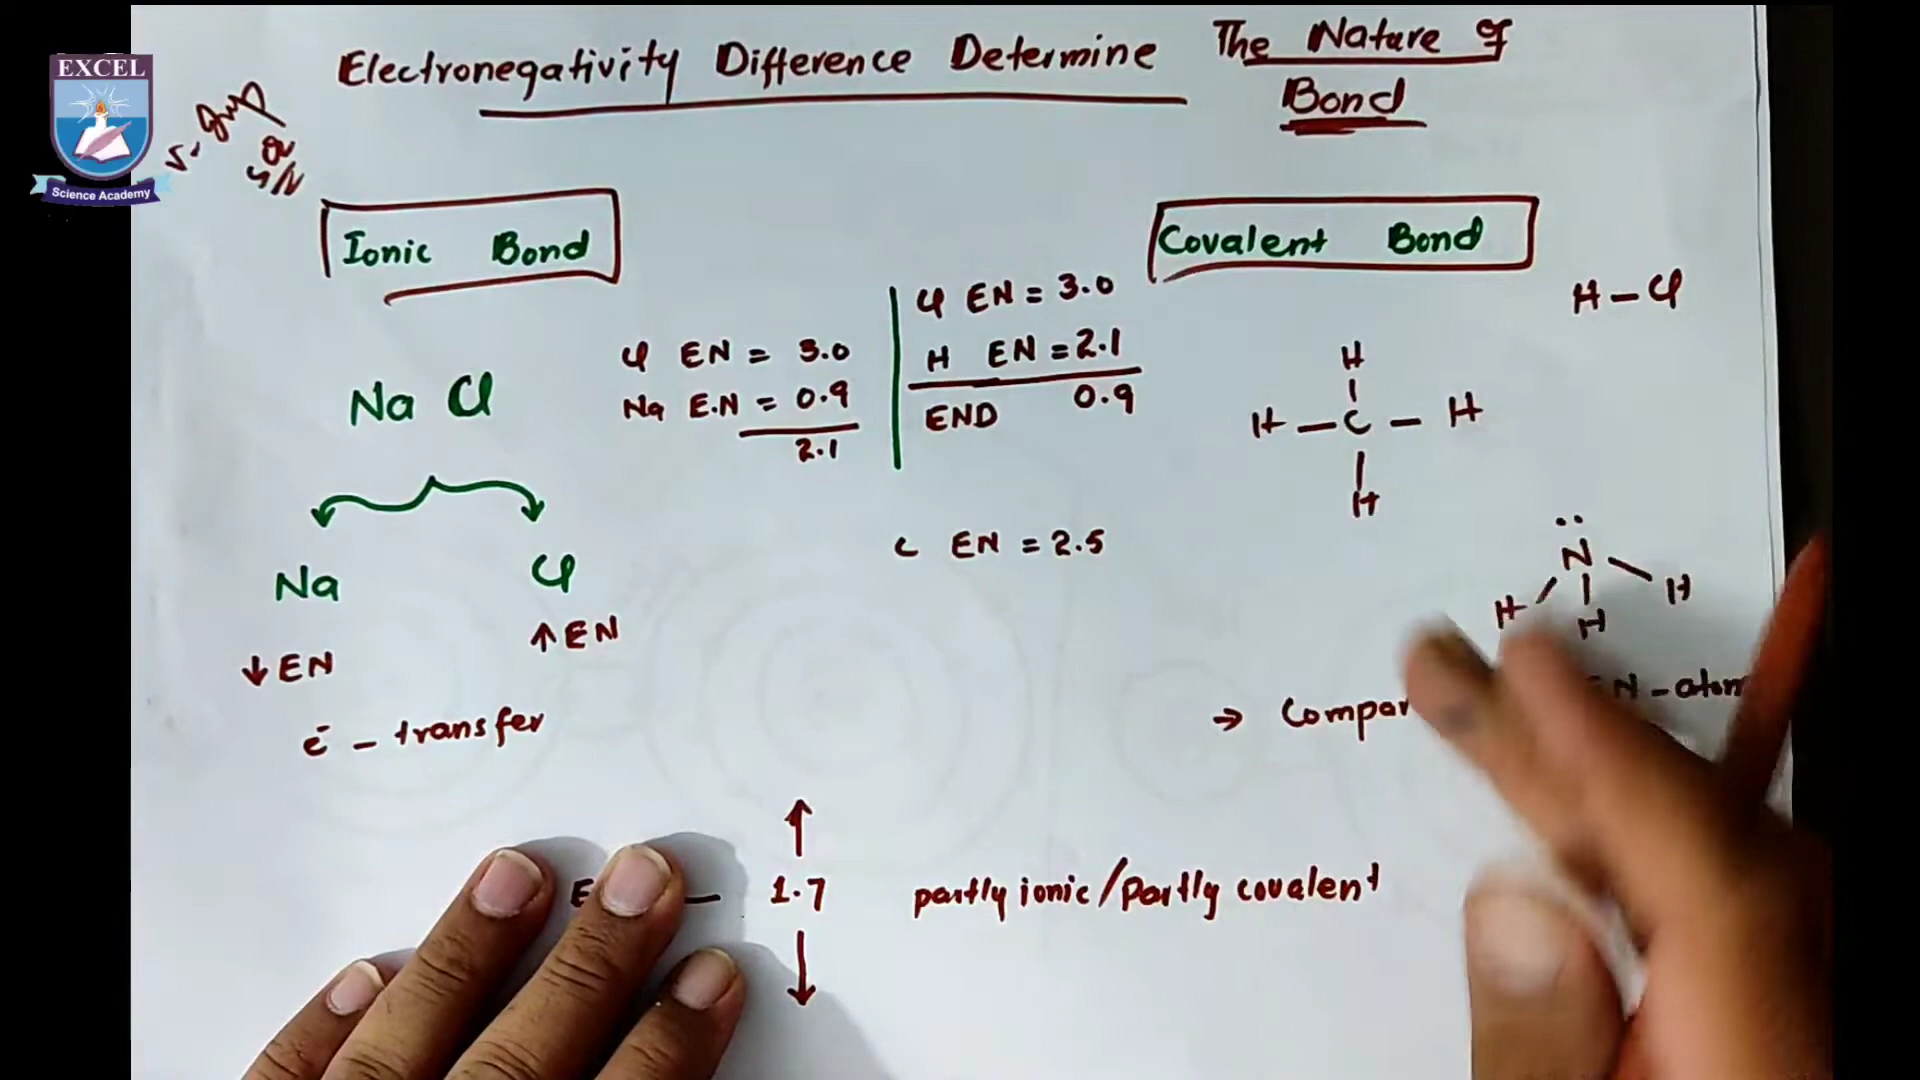 EXCEL
Science Academy
Electronegativity Difference Determine The Nature of
Bond
Ionic Bond
Covalent Bond
H – Cl
Na Cl
Cl EN = 3.0
Na E.N = 0.9
2.1
Cl EN = 3.0
H EN = 2.1
END 0.9
H
H – C – H
H
C EN = 2.5
Na
Cl
↓ EN
↑ EN
e⁻ – transfer
N
H H H
→ Compar
N – atom
1.7 partly ionic/Partly covalent